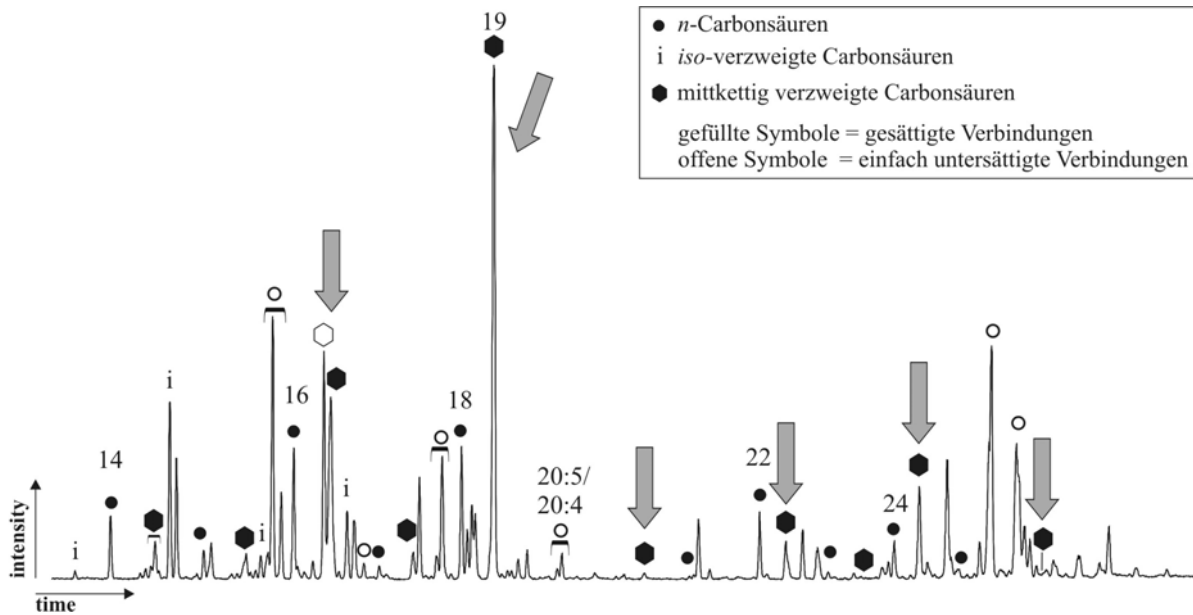 19
n-Carbonsäuren
i iso-verzweigte Carbonsäuren
mittkettig verzweigte Carbonsäuren
gefüllte Symbole = gesättigte Verbindungen
offene Symbole = einfach untersättigte Verbindungen
i
16
18
14
i
22
20:5/
20:4
24
i
i
intensity
time